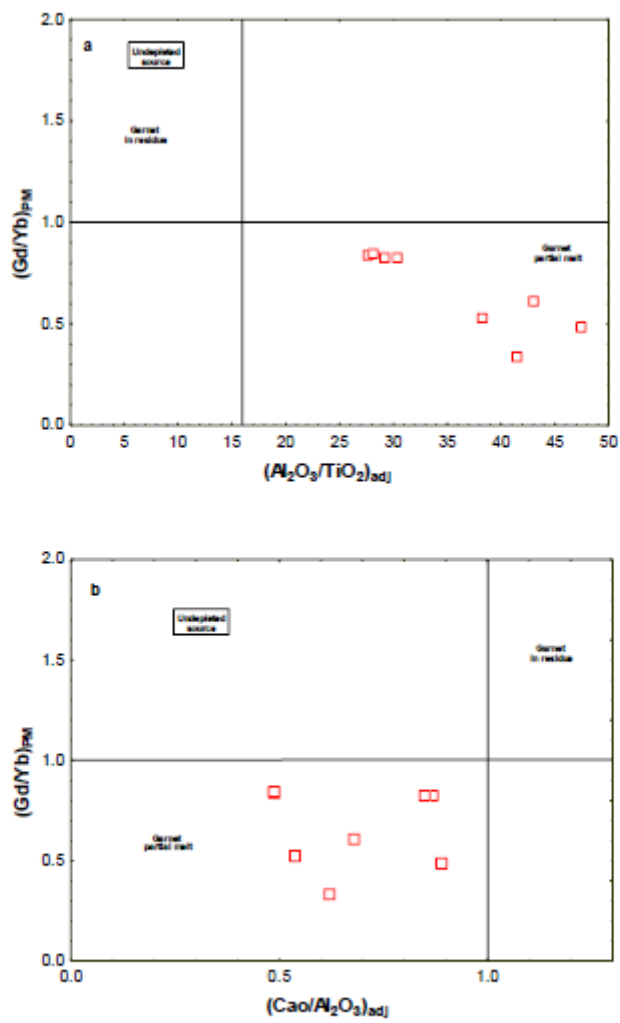 2.0
a
Undepleted
source
1.5
Garnet
In residue
(Gd/Yb)PM
1.0
Garnet
partial melt
0.5
0.0
0 5 10 15 20 25 30 35 40 45 50
(Al₂O₃/TiO₂)adj
2.0
b
Undepleted
source
1.5
Garnet
In residue
(Gd/Yb)PM
1.0
Garnet
partial melt
0.5
0.0
0.0 0.5 1.0
(Cao/Al₂O₃)adj